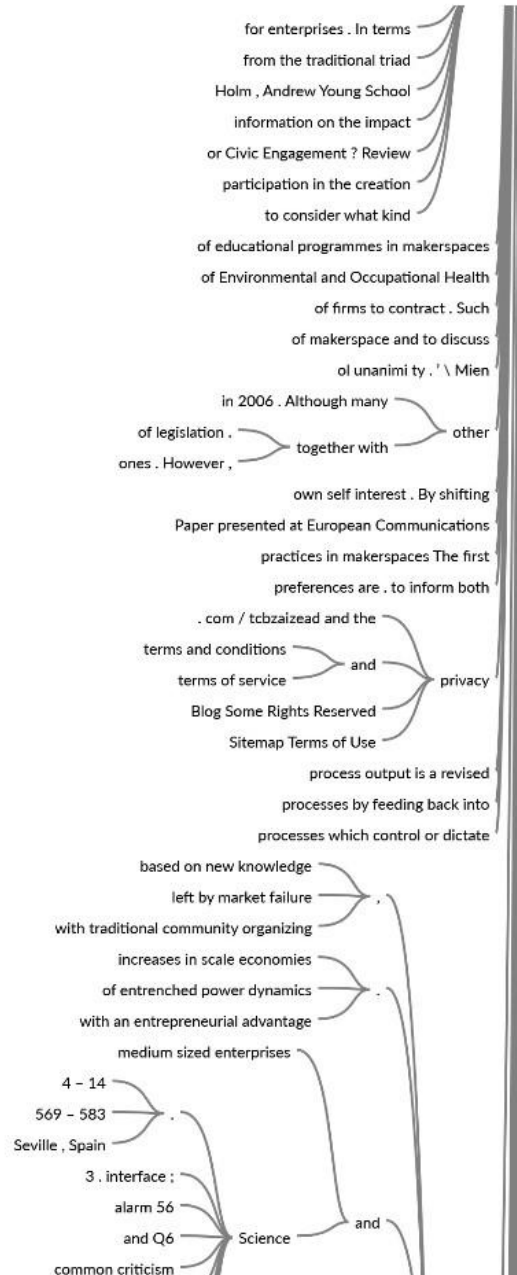 for enterprises . In terms
from the traditional triad
Holm , Andrew Young School
information on the impact
or Civic Engagement ? Review
participation in the creation
to consider what kind
of educational programmes in makerspaces
of Environmental and Occupational Health
of firms to contract . Such
of makerspace and to discuss
ol unanimi ty . ' \ Mien
in 2006 . Although many
of legislation .
other
together with
ones . However ,
own self interest . By shifting
Paper presented at European Communications
practices in makerspaces The first
preferences are . to inform both
. com / tcbzaizead and the
terms and conditions
and
terms of service
privacy
Blog Some Rights Reserved
Sitemap Terms of Use
process output is a revised
processes by feeding back into
processes which control or dictate
based on new knowledge
left by market failure
,
with traditional community organizing
increases in scale economies
of entrenched power dynamics
.
with an entrepreneurial advantage
medium sized enterprises
4 – 14
569 – 583
.
Seville , Spain
3 . interface ;
alarm 56
and
and Q6
Science
common criticism